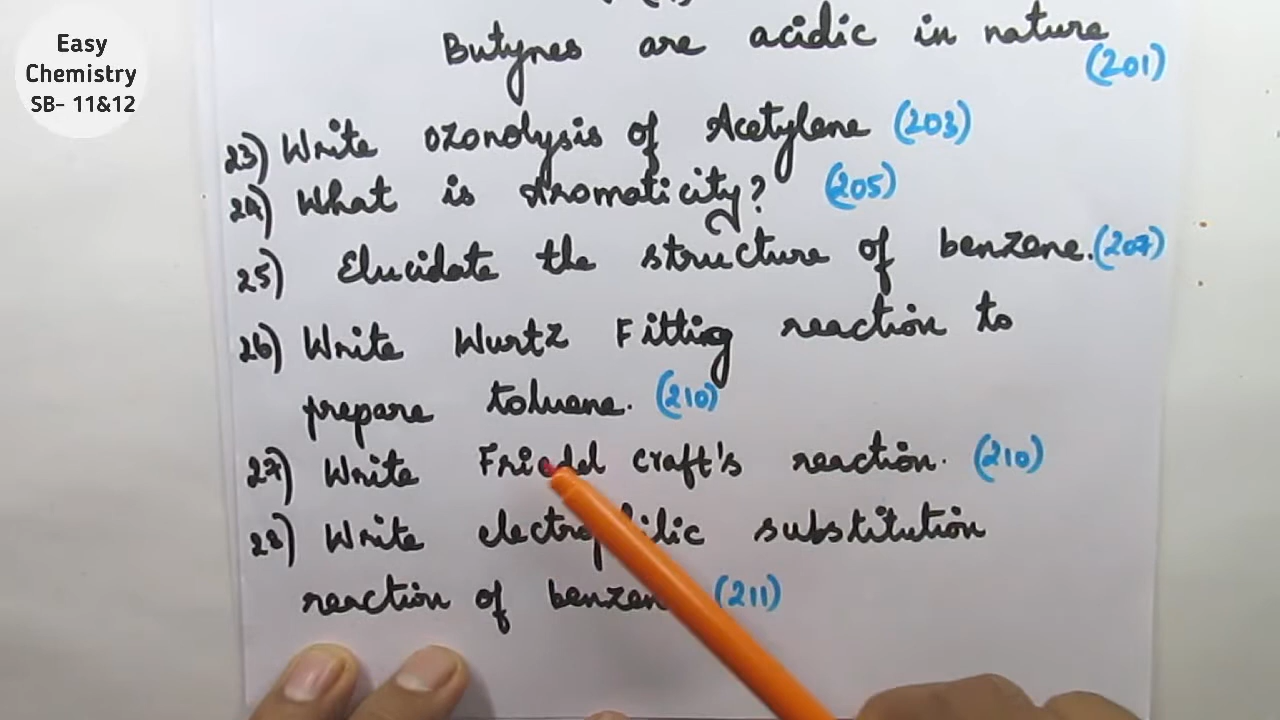 Easy
Chemistry
SB- 11&12
Butynes are acidic in nature
(201)
23) Write ozonolysis of Acetylene (203)
24) What is Aromaticity? (205)
25) Elucidate the structure of benzene. (207)
26) Write Wurtz Fitting reaction to
prepare toluene. (210)
27) Write Friedel craft's reaction. (210)
28) Write electrophilic substitution
reaction of benzen (211)